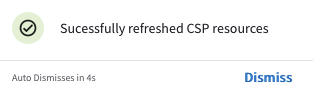 Sucessfully refreshed CSP resources
Auto Dismisses in 4s
Dismiss